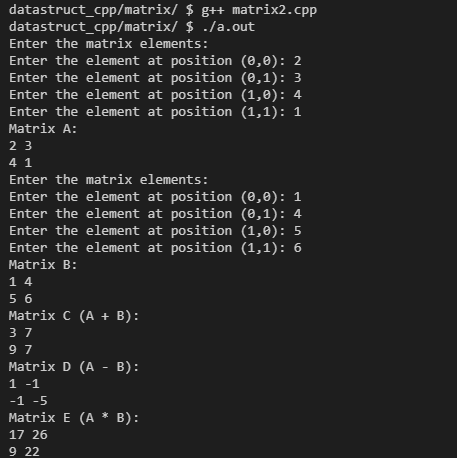 datastruct_cpp/matrix/ $ g++ matrix2.cpp
datastruct_cpp/matrix/ $ ./a.out
Enter the matrix elements:
Enter the element at position (0,0): 2
Enter the element at position (0,1): 3
Enter the element at position (1,0): 4
Enter the element at position (1,1): 1
Matrix A:
2 3
4 1
Enter the matrix elements:
Enter the element at position (0,0): 1
Enter the element at position (0,1): 4
Enter the element at position (1,0): 5
Enter the element at position (1,1): 6
Matrix B:
1 4
5 6
Matrix C (A + B):
3 7
9 7
Matrix D (A - B):
1 -1
-1 -5
Matrix E (A * B):
17 26
9 22